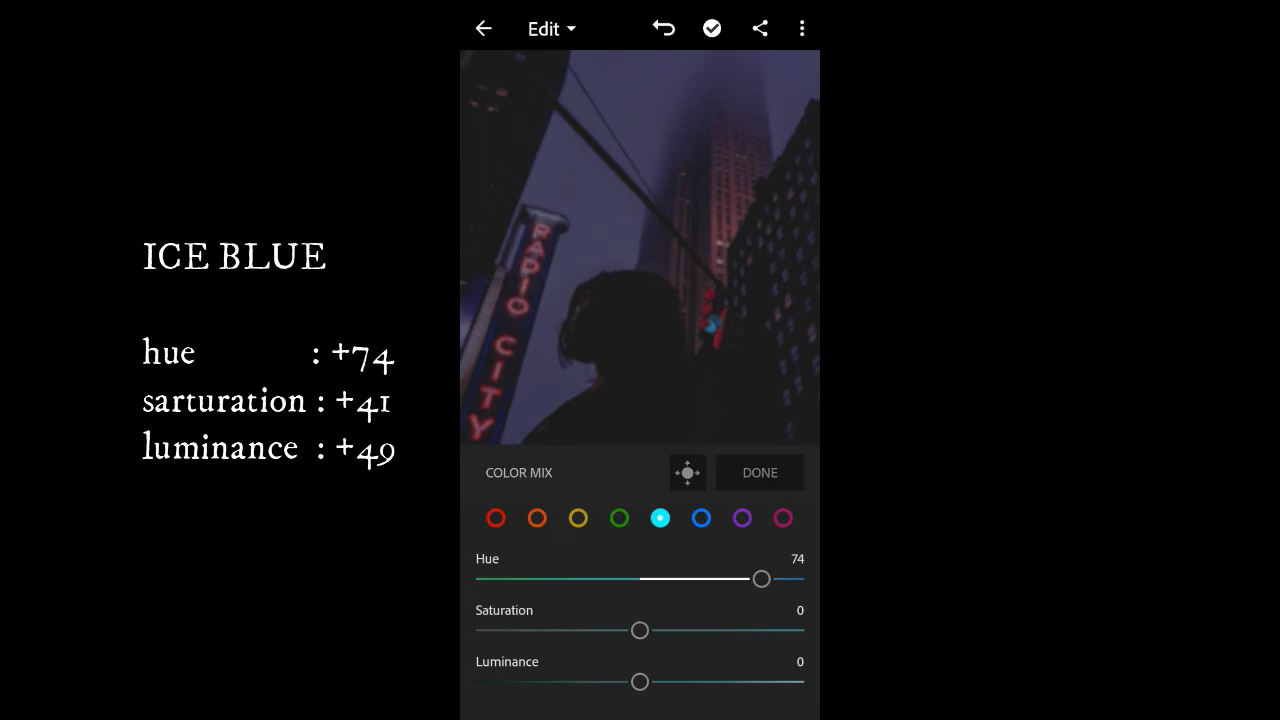 Edit
ICE BLUE
hue : +74
sarturation : +41
luminance : +49
RADIO CITY
COLOR MIX
DONE
Hue 74
Saturation 0
Luminance 0